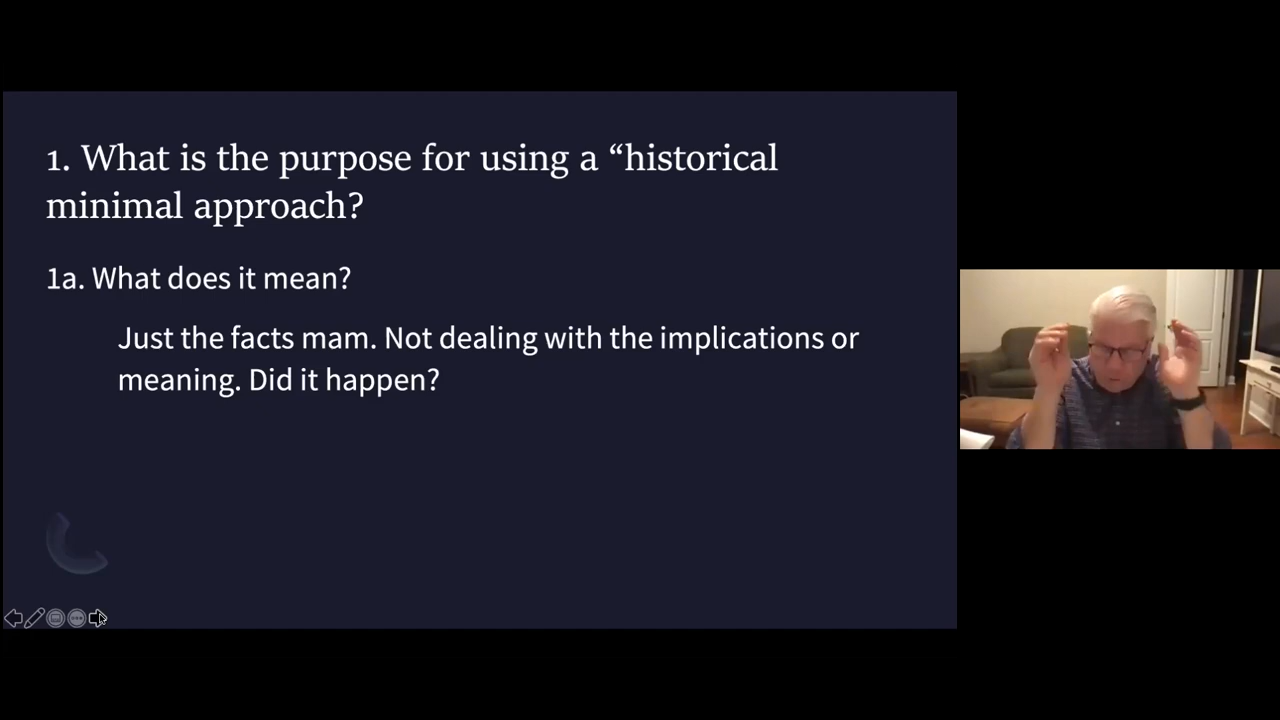 1. What is the purpose for using a “historical
minimal approach?
1a. What does it mean?
Just the facts mam. Not dealing with the implications or
meaning. Did it happen?